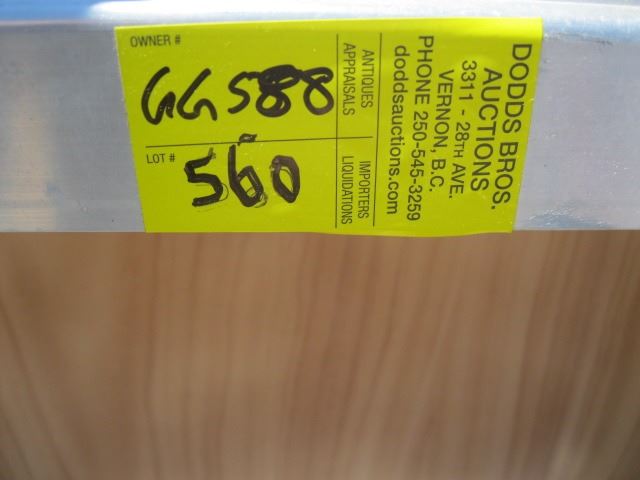 OWNER #
GG588
LOT #
560
ANTIQUES
APPRAISALS
IMPORTERS
LIQUIDATIONS
DODDS BROS.
AUCTIONS
3311 - 28TH AVE.
VERNON, B.C.
PHONE 250-545-3259
doddsauctions.com